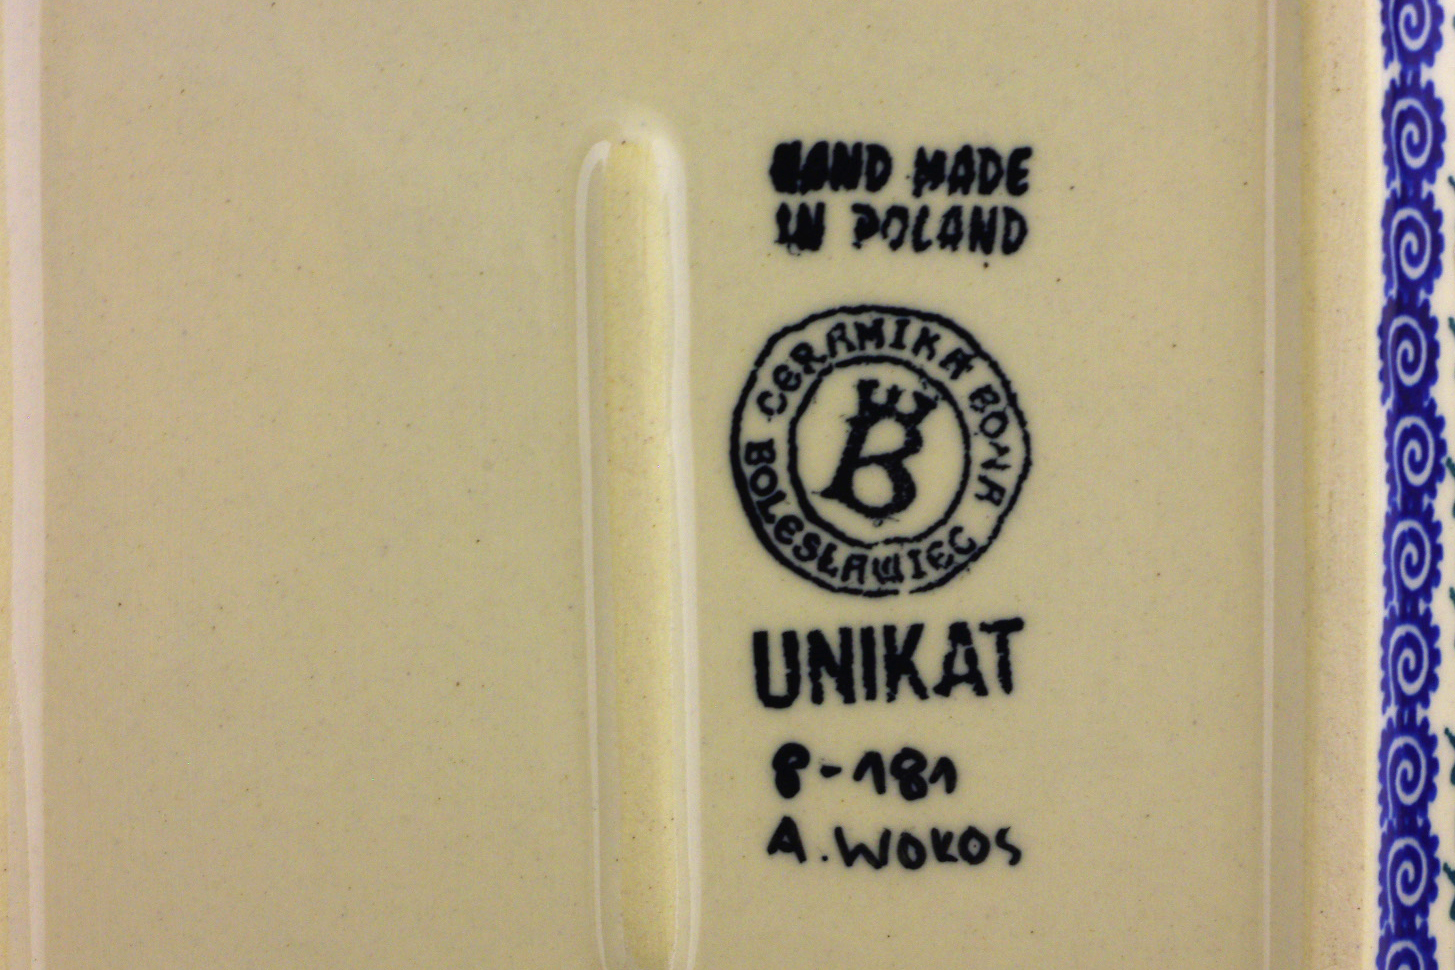 HAND MADE
IN POLAND
CERAMIKA BONA
B
BOLESŁAWIEC
UNIKAT
8-181
A.WOKOS